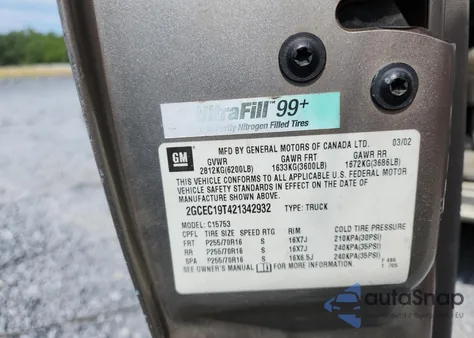 NitraFill™ 99+
Purity Nitrogen Filled Tires
GM
MFD BY GENERAL MOTORS OF CANADA LTD. 03/02
GVWR GAWR FRT GAWR RR
2812KG(6200LB) 1633KG(3600LB) 1672KG(3686LB)
THIS VEHICLE CONFORMS TO ALL APPLICABLE U.S. FEDERAL MOTOR
VEHICLE SAFETY STANDARDS IN EFFECT ON THE DATE OF
MANUFACTURE SHOWN ABOVE.
2GCEC19T421342932 TYPE: TRUCK
CPFL C15753
TIRE SIZE SPEED RTG RIM COLD TIRE PRESSURE
FRT P255/70R16 S 16X7J 210KPA(30PSI)
RR P255/70R16 S 16X7J 240KPA(35PSI)
SPA P255/70R16 S 16X6.5J 240KPA(35PSI)
SEE OWNER'S MANUAL FOR MORE INFORMATION
autoSnap